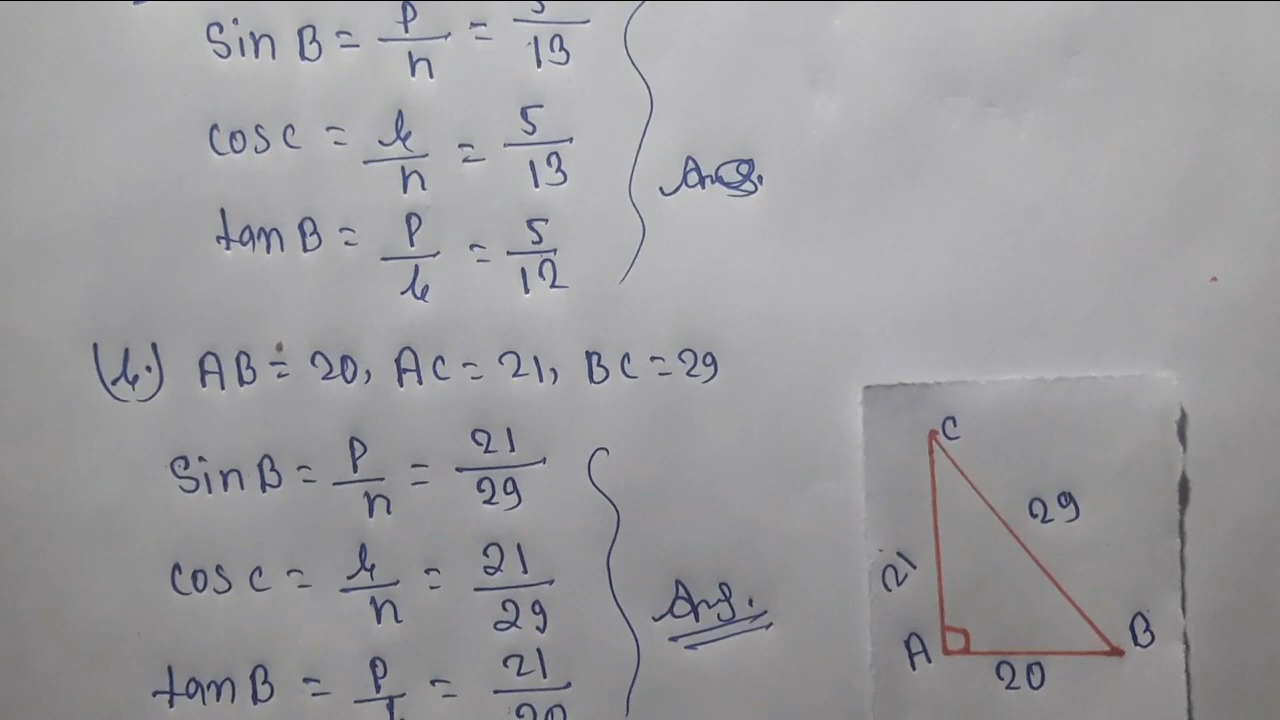 Sin B = P/h = 5/13
cos C = b/h = 5/13
Ans.
tan B = P/b = 5/12
(b.) AB = 20, AC = 21, BC = 29
Sin B = P/h = 21/29
cos C = b/h = 21/29
Ans.
tan B = P/b = 21/20
C
29
21
A
B
20